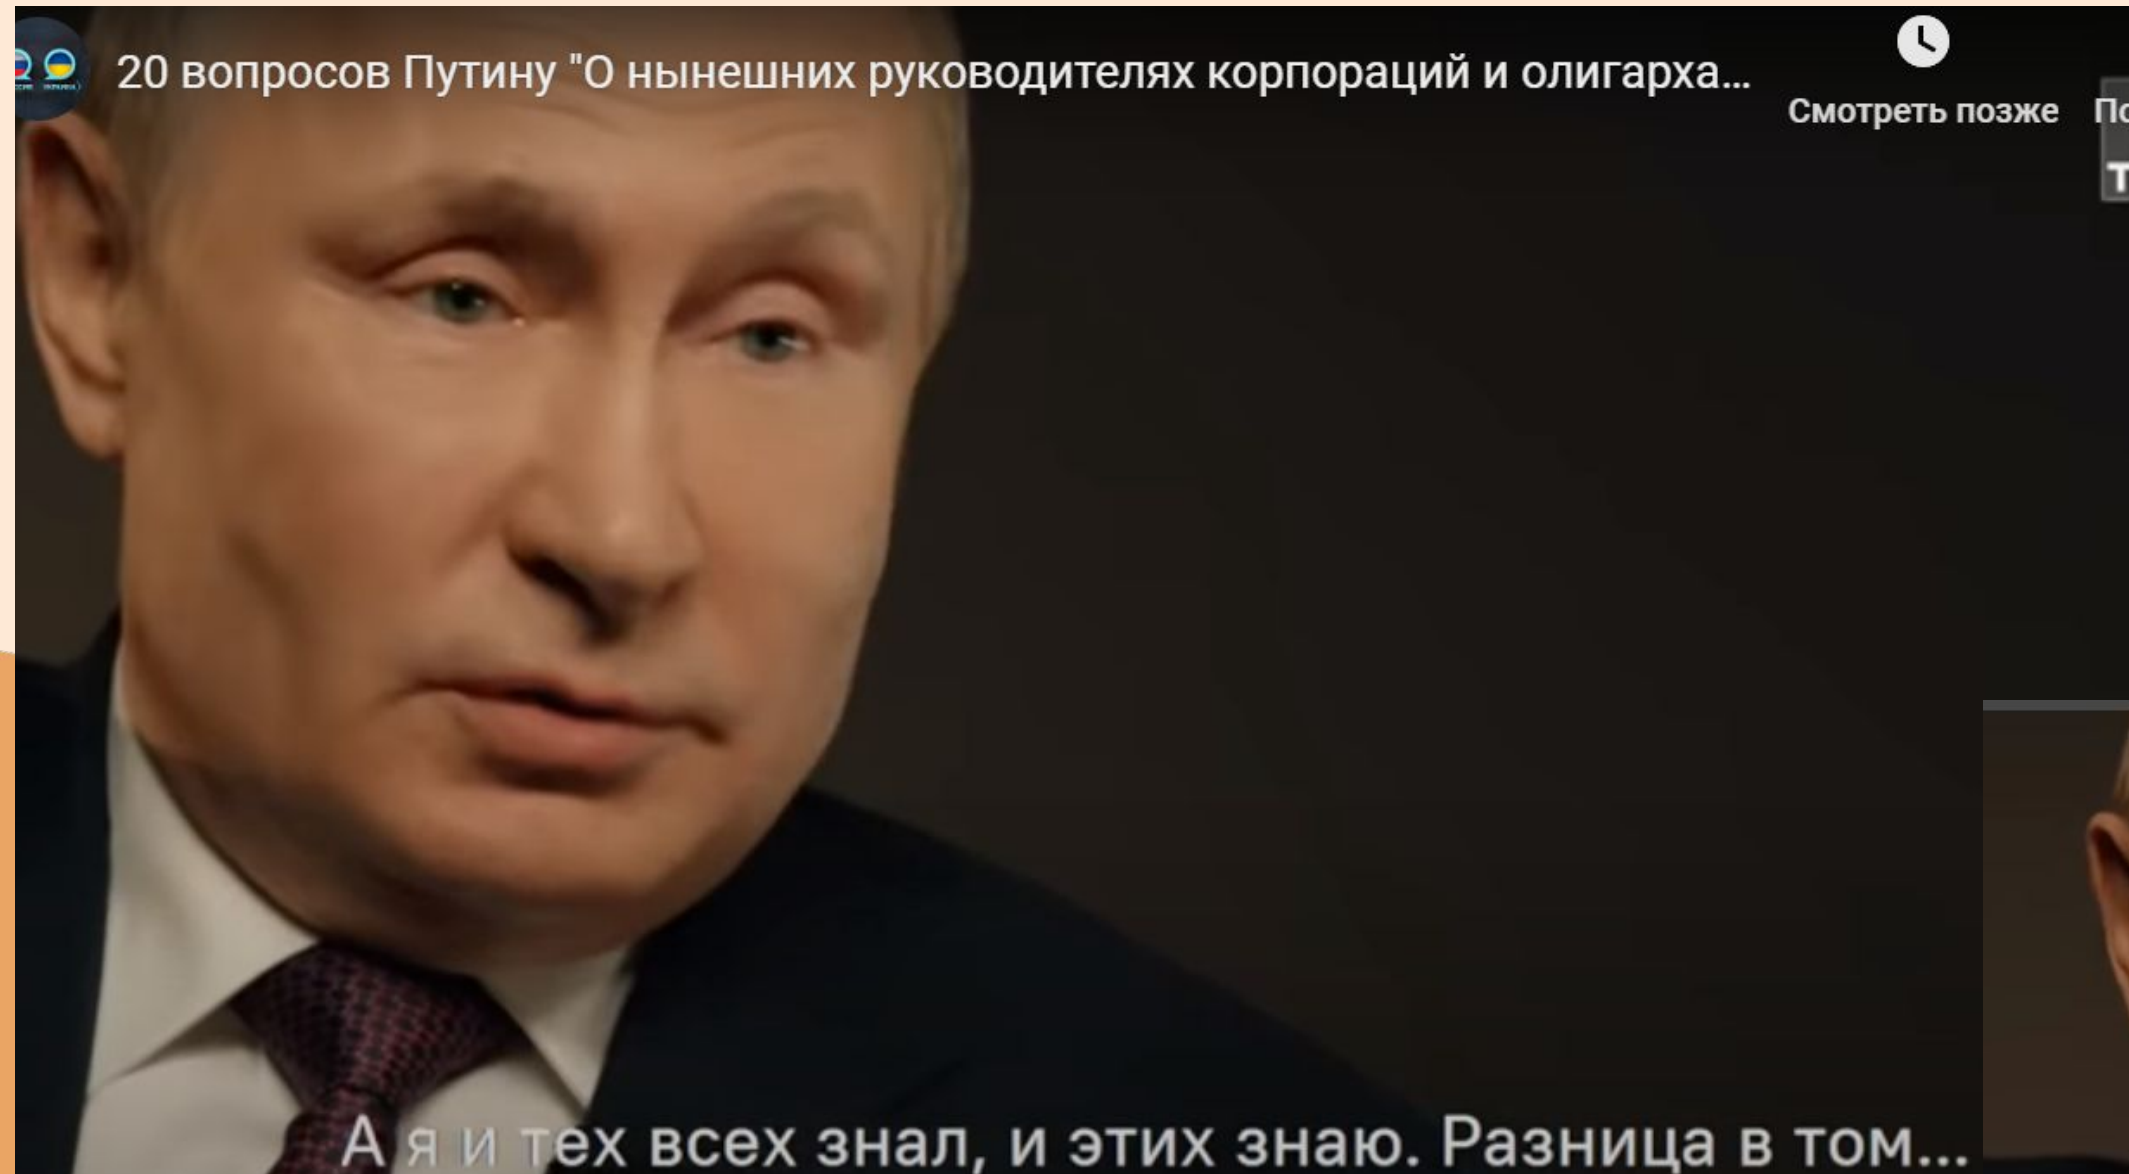 20 вопросов Путину "О нынешних руководителях корпораций и олигарха...
Смотреть позже
А я и тех всех знал, и этих знаю. Разница в том...